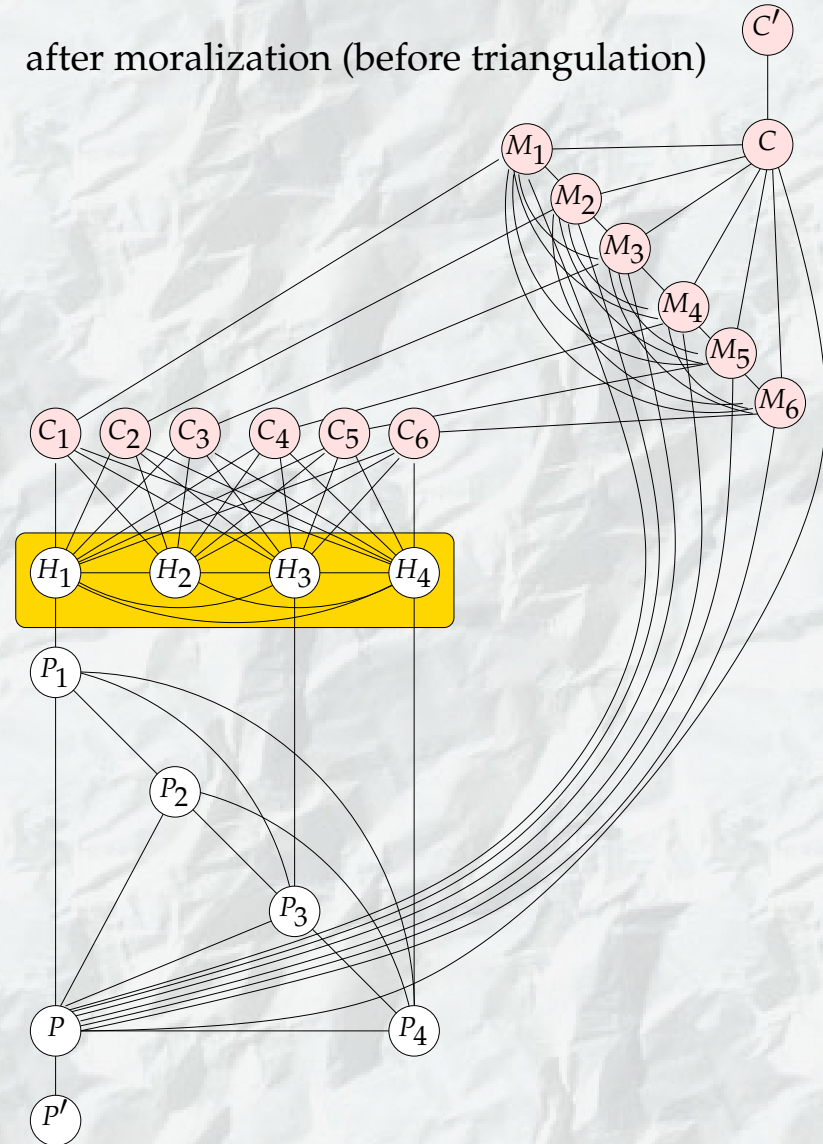 C′
after moralization (before triangulation)
M1
C
M2
M3
M4
M5
M6
C1 C2 C3 C4 C5 C6
H1 H2 H3 H4
P1
P2
P3
P P4
P′